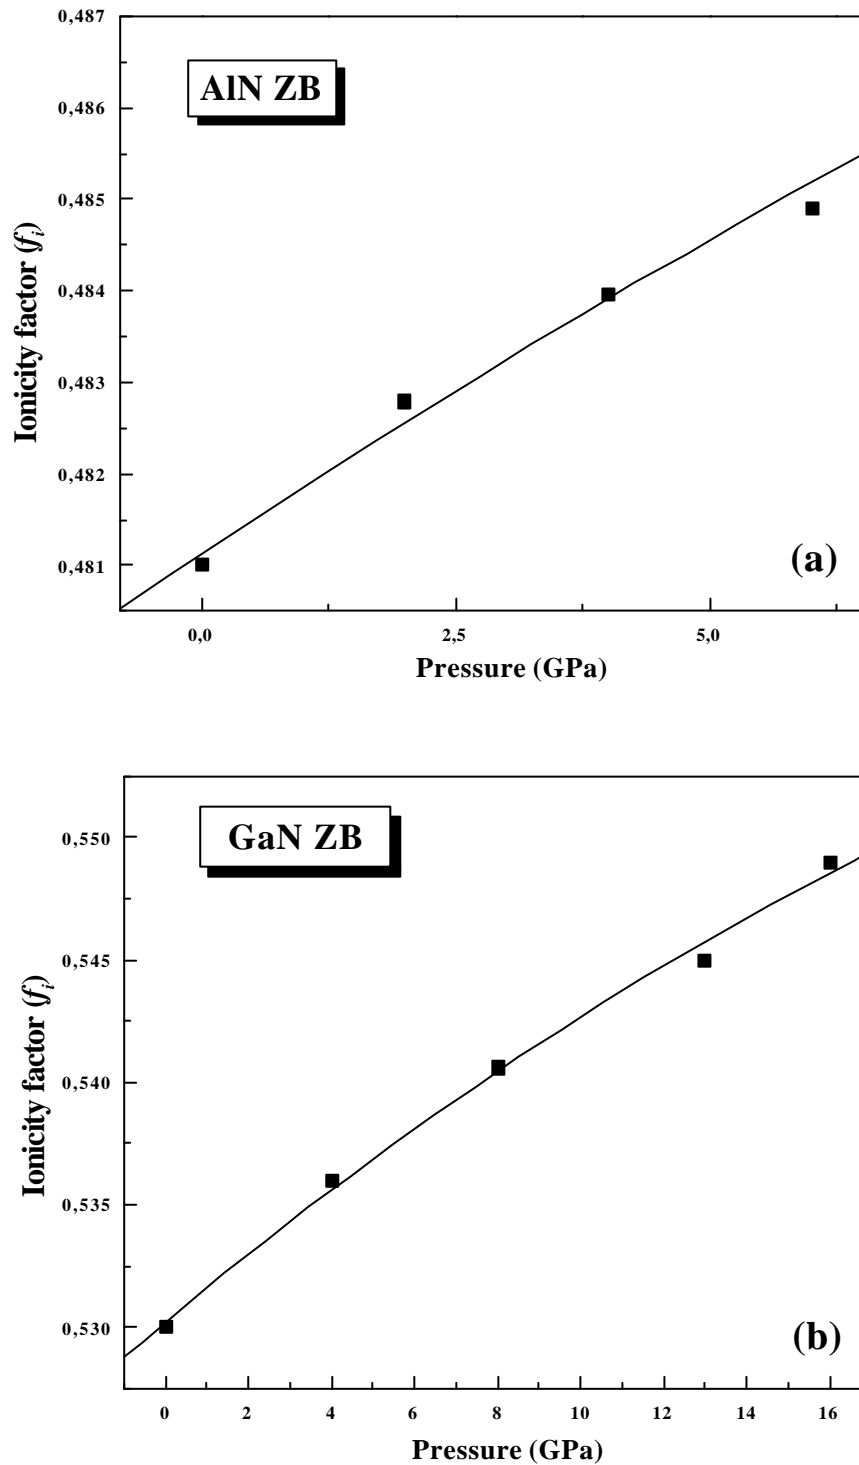 0,487
AlN ZB
0,486
0,485
0,484
0,483
0,482
0,481
Ionicity factor (fi)
(a)
0,0 2,5 5,0
Pressure (GPa)
GaN ZB
0,550
0,545
0,540
0,535
0,530
Ionicity factor (fi)
(b)
0 2 4 6 8 10 12 14 16
Pressure (GPa)